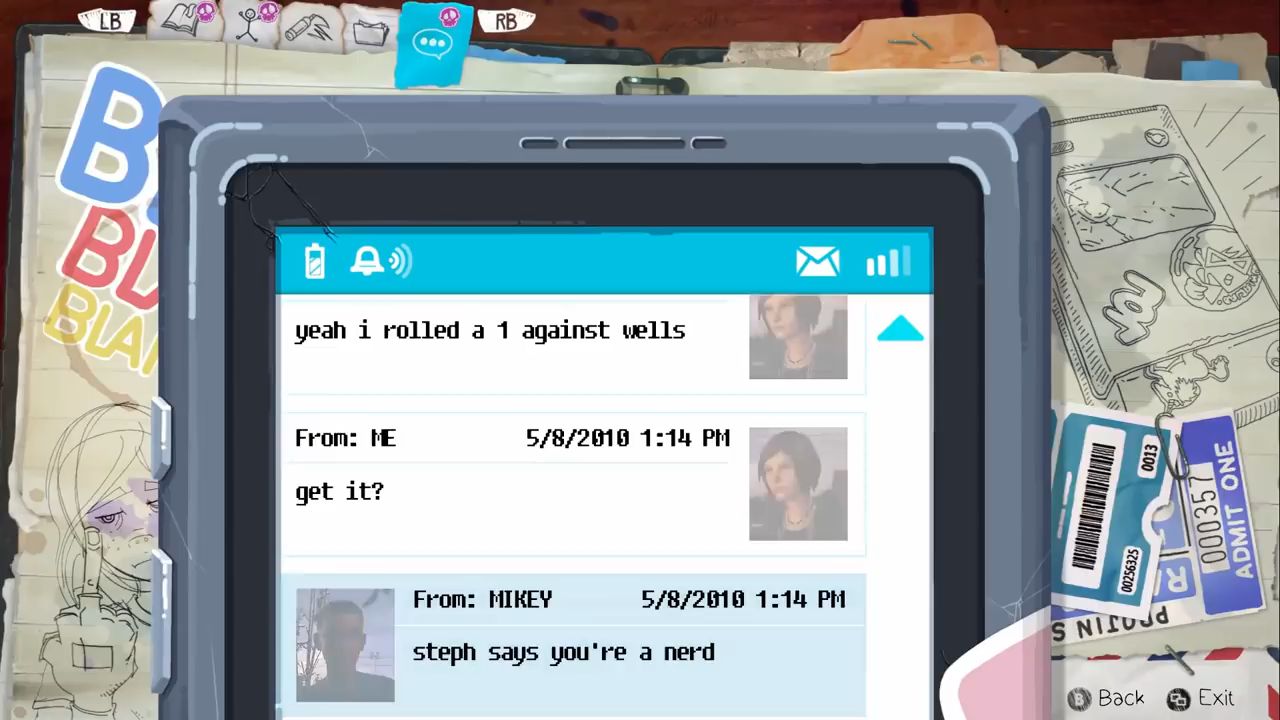 LB
RB
yeah i rolled a 1 against wells
From: ME 5/8/2010 1:14 PM
get it?
From: MIKEY 5/8/2010 1:14 PM
steph says you're a nerd
0013
00256325
000357
ADMIT ONE
B Back
Exit